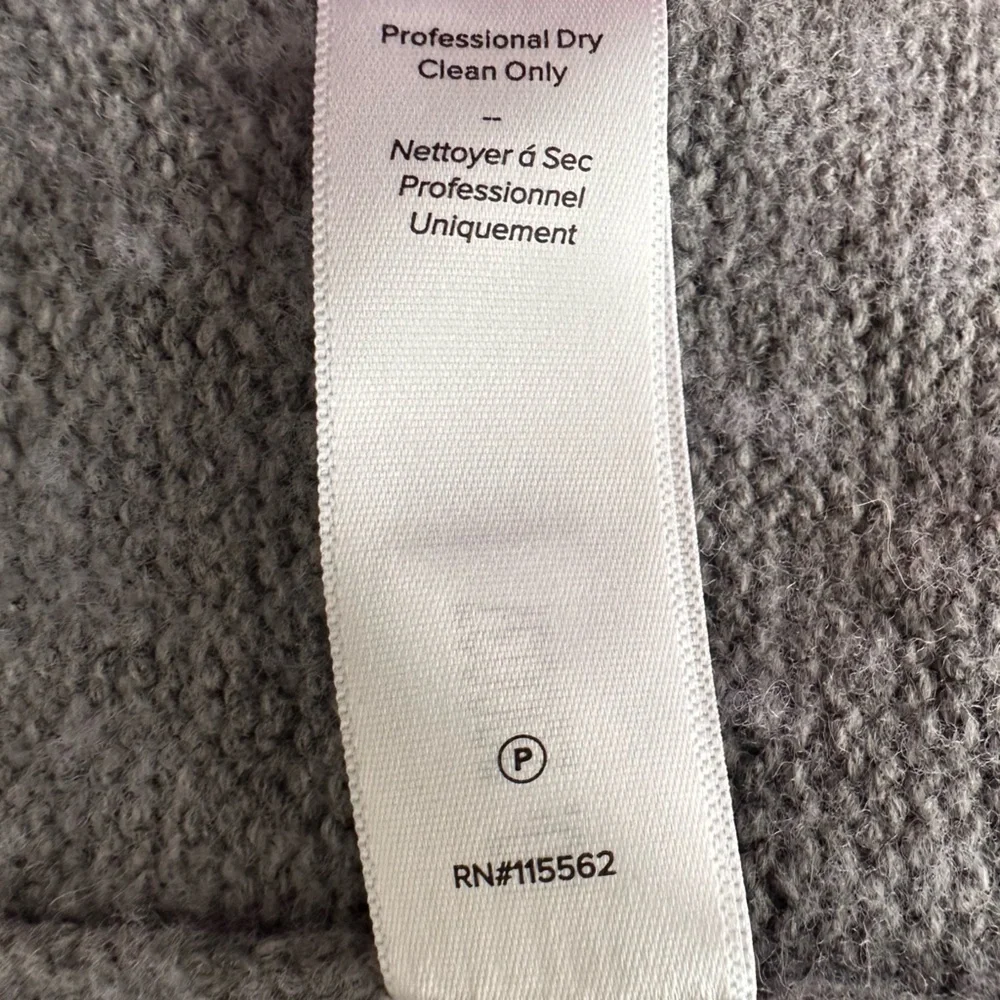 Professional Dry
Clean Only
--
Nettoyer á Sec
Professionnel
Uniquement
P
RN#115562